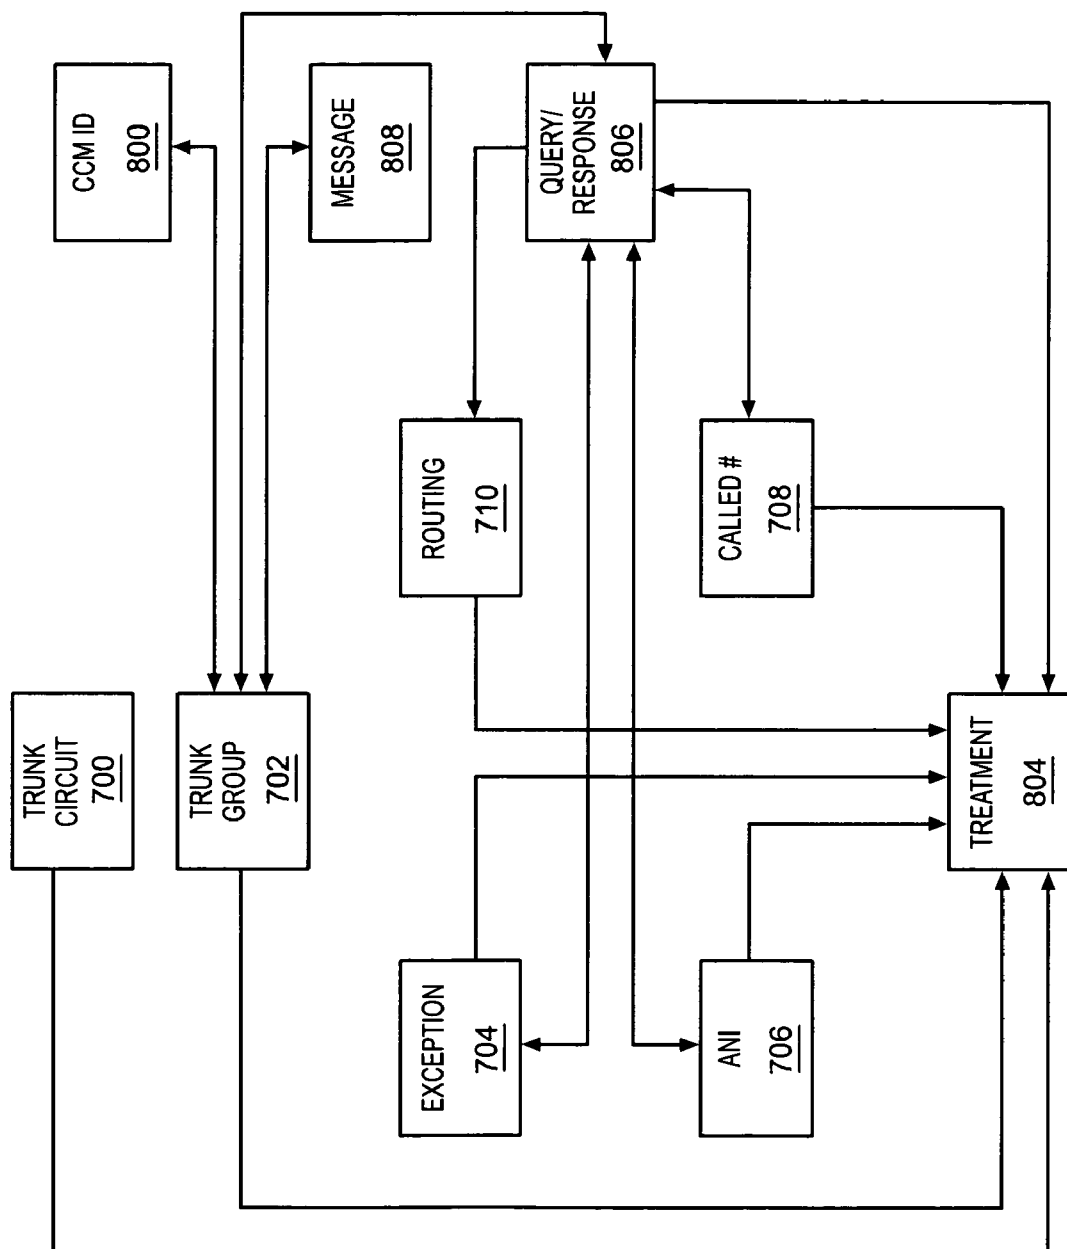 TRUNK
CIRCUIT
700
TRUNK
GROUP
702
CCM ID
800
MESSAGE
808
EXCEPTION
704
ROUTING
710
QUERY/
RESPONSE
806
ANI
706
CALLED #
708
TREATMENT
804